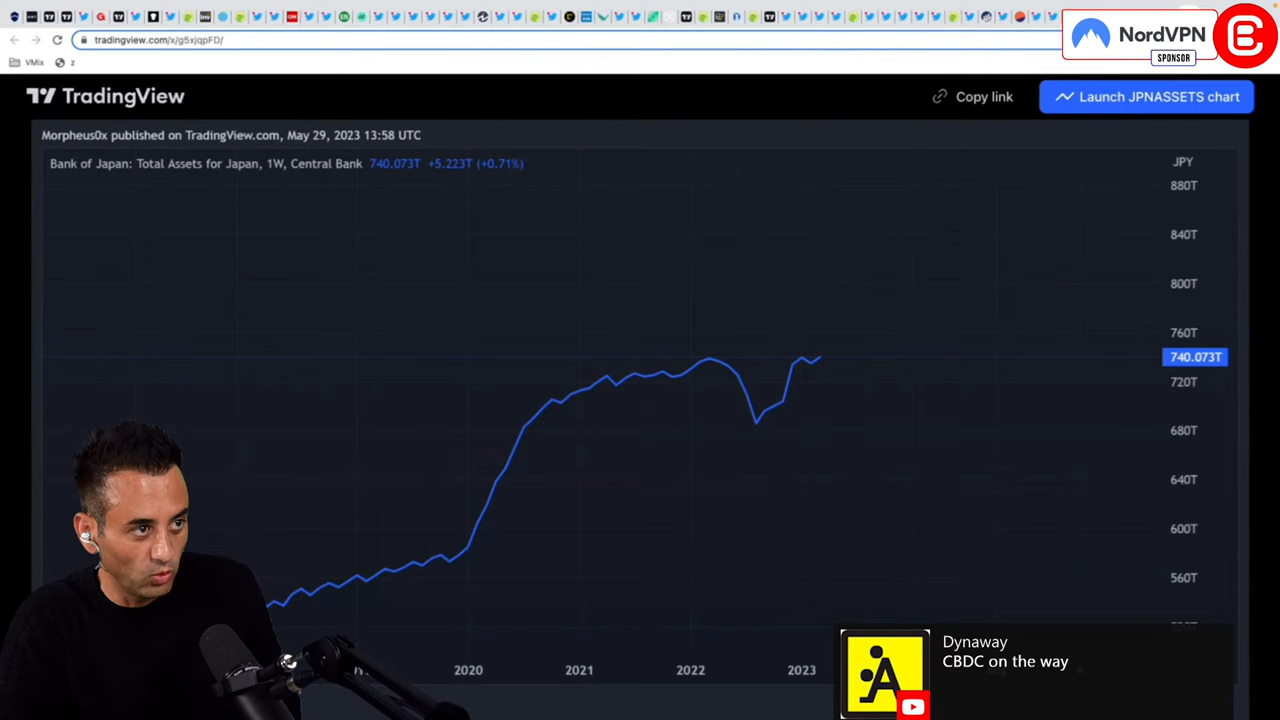 tradingview.com/x/g5xjqpFD/
NordVPN
SPONSOR
VMix
z
TradingView
Copy link
Launch JPNASSETS chart
Morpheus0x published on TradingView.com, May 29, 2023 13:58 UTC
Bank of Japan: Total Assets for Japan, 1W, Central Bank 740.073T +5.223T (+0.71%)
JPY
880T
840T
800T
760T
740.073T
720T
680T
640T
600T
560T
2020
2021
2022
2023
Dynaway
CBDC on the way